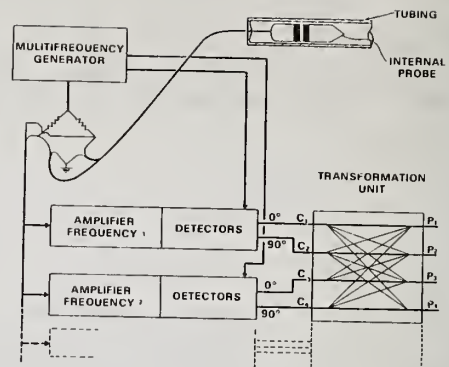 TUBING
MULITIFREQUENCY
GENERATOR
INTERNAL
PROBE
TRANSFORMATION
UNIT
AMPLIFIER
FREQUENCY 1
DETECTORS
0°
90°
C1
C2
P1
P2
AMPLIFIER
FREQUENCY 2
DETECTORS
0°
90°
C3
C4
P3
P4